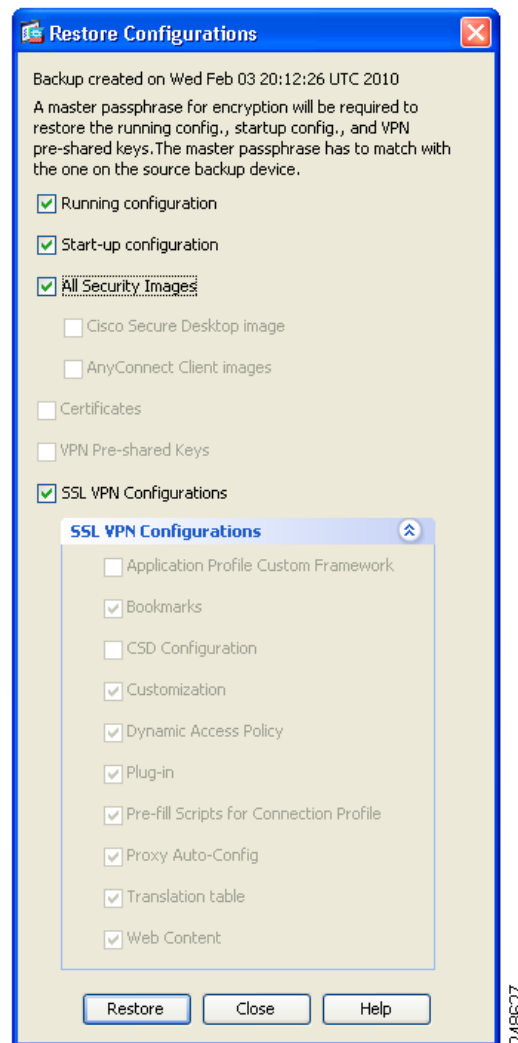 Restore Configurations
Backup created on Wed Feb 03 20:12:26 UTC 2010
A master passphrase for encryption will be required to
restore the running config., startup config., and VPN
pre-shared keys.The master passphrase has to match with
the one on the source backup device.
Running configuration
Start-up configuration
All Security Images
Cisco Secure Desktop image
AnyConnect Client images
Certificates
VPN Pre-shared Keys
SSL VPN Configurations
SSL VPN Configurations
Application Profile Custom Framework
Bookmarks
CSD Configuration
Customization
Dynamic Access Policy
Plug-in
Pre-fill Scripts for Connection Profile
Proxy Auto-Config
Translation table
Web Content
Restore Close Help
248627